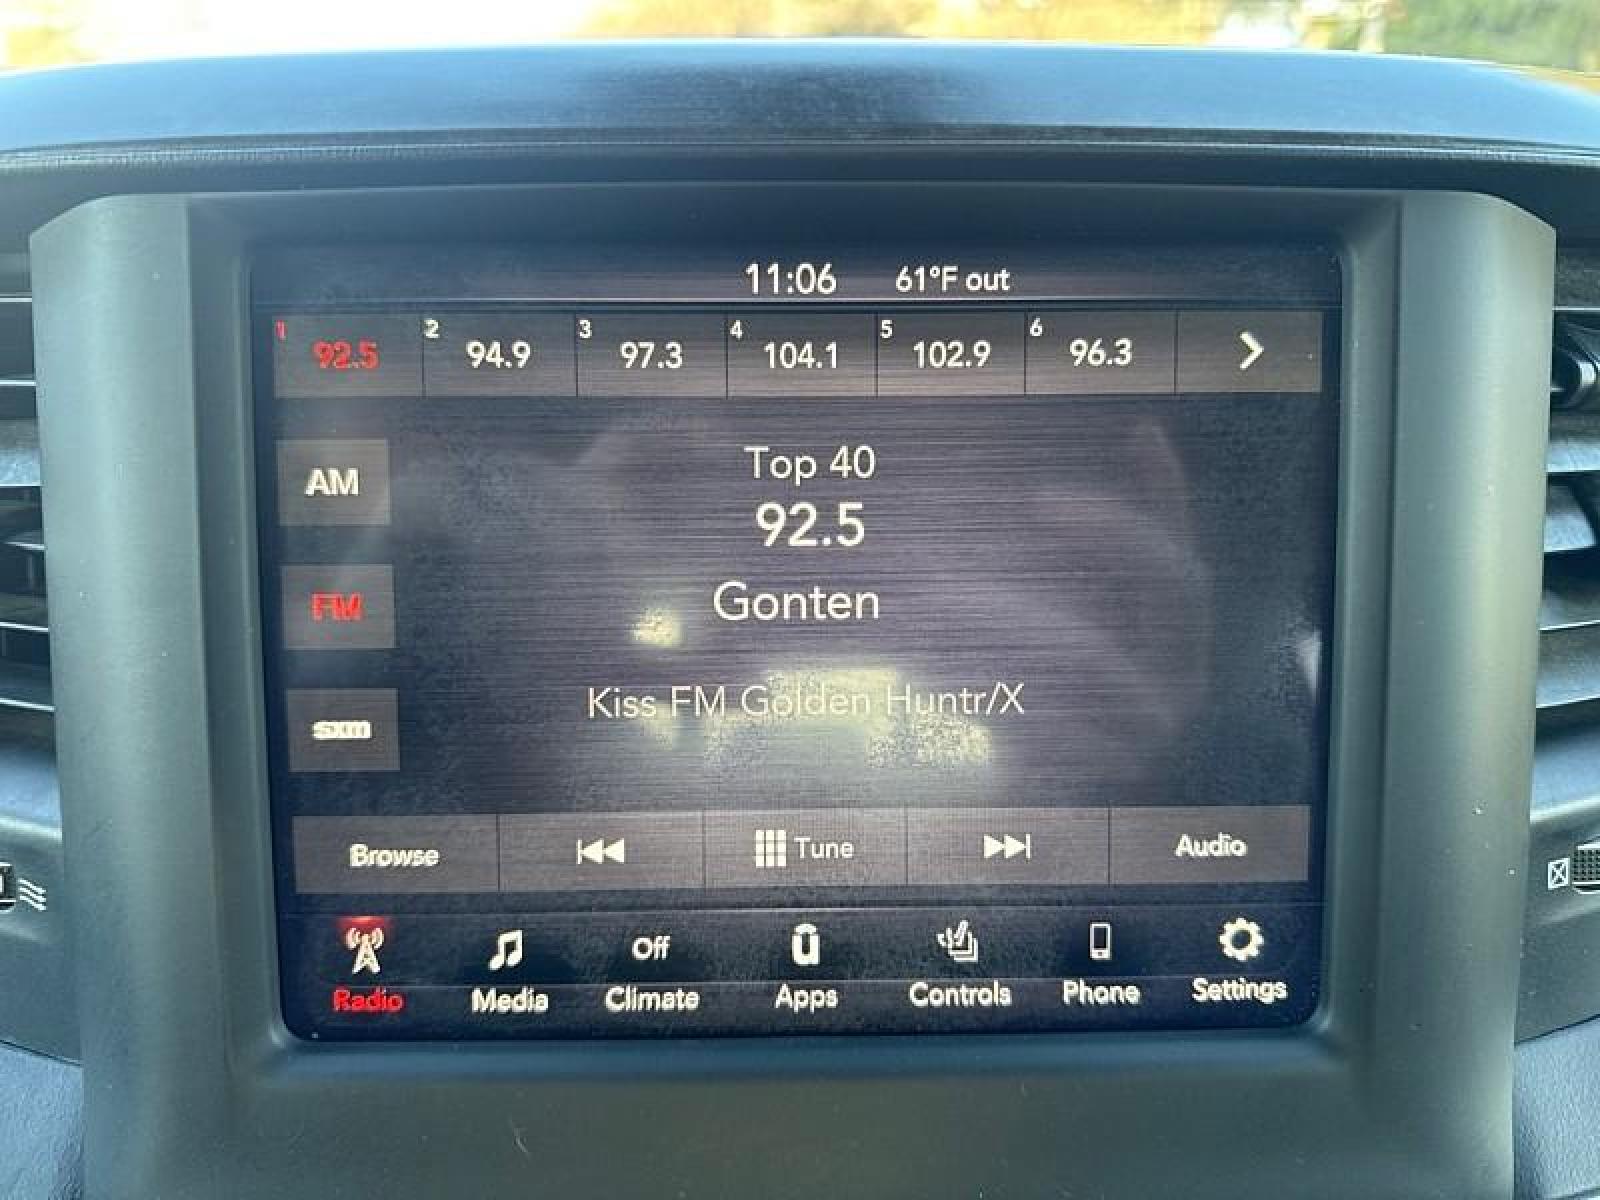 11:06 61°F out
1 92.5 2 94.9 3 97.3 4 104.1 5 102.9 6 96.3
AM
Top 40
92.5
FM
Gonten
sxm
Kiss FM Golden Huntr/X
Browse Tune Audio
Off
Radio Media Climate Apps Controls Phone Settings